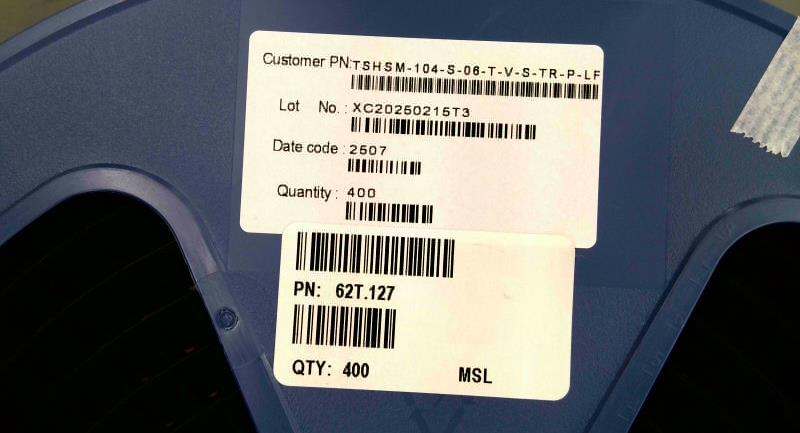 Customer PN:TSHSM-104-S-06-T-V-S-TR-P-LF
Lot No.: XC20250215T3
Date code : 2507
Quantity : 400
PN: 62T.127
QTY: 400 MSL